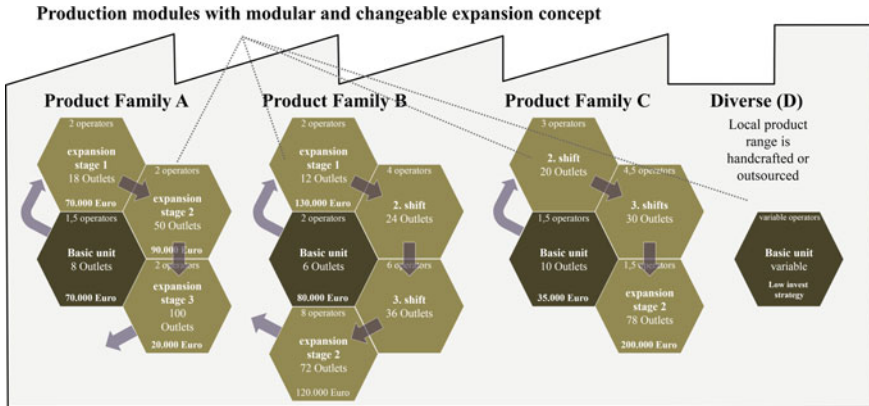 Production modules with modular and changeable expansion concept
Product Family A
2 operators
expansion
stage 1
18 Outlets
70.000 Euro
2 operators
expansion
stage 2
50 Outlets
90.000 Euro
1,5 operators
Basic unit
8 Outlets
70.000 Euro
2 operators
expansion
stage 3
100
Outlets
20.000 Euro
Product Family B
2 operators
expansion
stage 1
12 Outlets
130.000 Euro
4 operators
2. shift
24 Outlets
2 operators
Basic unit
6 Outlets
80.000 Euro
6 operators
3. shift
36 Outlets
8 operators
expansion
stage 2
72 Outlets
120.000 Euro
Product Family C
3 operators
2. shift
20 Outlets
4,5 operators
3. shifts
30 Outlets
1,5 operators
Basic unit
10 Outlets
35.000 Euro
1,5 operators
expansion
stage 2
78 Outlets
200.000 Euro
Diverse (D)
Local product
range is
handcrafted or
outsourced
variable operators
Basic unit
variable
Low invest
strategy